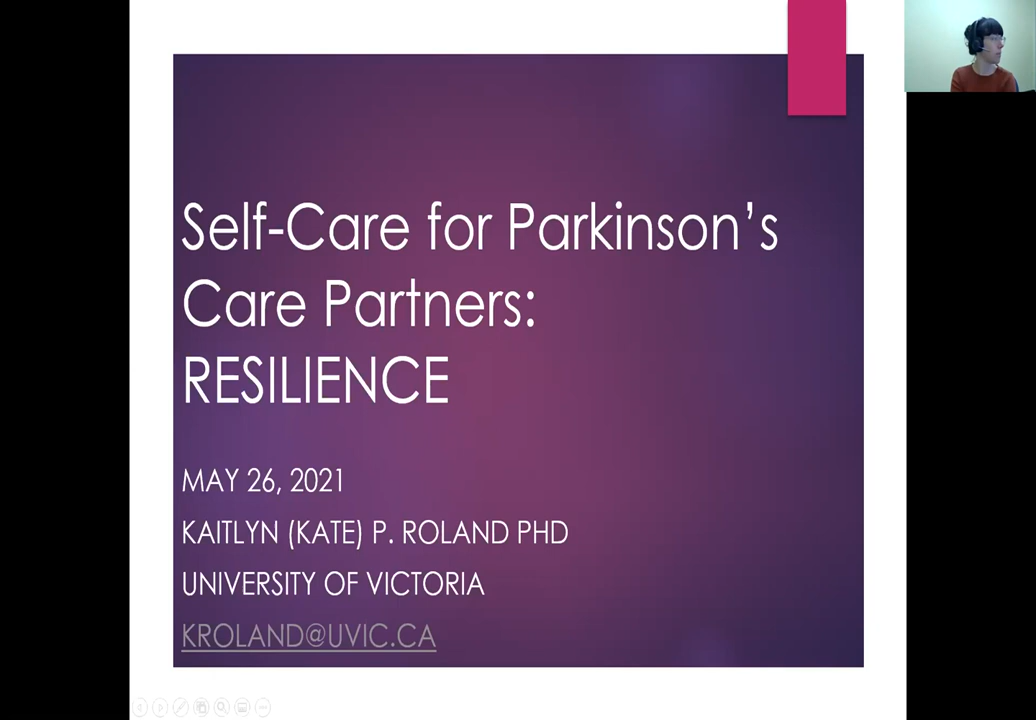 Self-Care for Parkinson’s
Care Partners:
RESILIENCE
MAY 26, 2021
KAITLYN (KATE) P. ROLAND PHD
UNIVERSITY OF VICTORIA
KROLAND@UVIC.CA